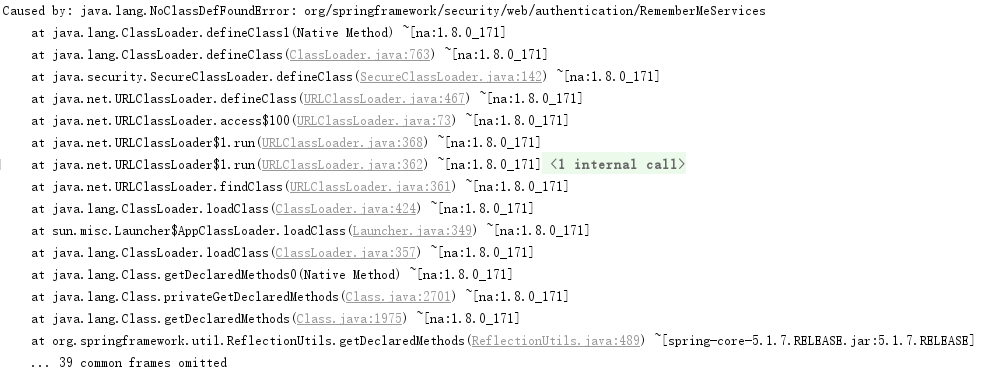 Caused by: java.lang.NoClassDefFoundError: org/springframework/security/web/authentication/RememberMeServices
at java.lang.ClassLoader.defineClass1(Native Method) ~[na:1.8.0_171]
at java.lang.ClassLoader.defineClass(ClassLoader.java:763) ~[na:1.8.0_171]
at java.security.SecureClassLoader.defineClass(SecureClassLoader.java:142) ~[na:1.8.0_171]
at java.net.URLClassLoader.defineClass(URLClassLoader.java:467) ~[na:1.8.0_171]
at java.net.URLClassLoader.access$100(URLClassLoader.java:73) ~[na:1.8.0_171]
at java.net.URLClassLoader$1.run(URLClassLoader.java:368) ~[na:1.8.0_171]
at java.net.URLClassLoader$1.run(URLClassLoader.java:362) ~[na:1.8.0_171] <1 internal call>
at java.net.URLClassLoader.findClass(URLClassLoader.java:361) ~[na:1.8.0_171]
at java.lang.ClassLoader.loadClass(ClassLoader.java:424) ~[na:1.8.0_171]
at sun.misc.Launcher$AppClassLoader.loadClass(Launcher.java:349) ~[na:1.8.0_171]
at java.lang.ClassLoader.loadClass(ClassLoader.java:357) ~[na:1.8.0_171]
at java.lang.Class.getDeclaredMethods0(Native Method) ~[na:1.8.0_171]
at java.lang.Class.privateGetDeclaredMethods(Class.java:2701) ~[na:1.8.0_171]
at java.lang.Class.getDeclaredMethods(Class.java:1975) ~[na:1.8.0_171]
at org.springframework.util.ReflectionUtils.getDeclaredMethods(ReflectionUtils.java:489) ~[spring-core-5.1.7.RELEASE.jar:5.1.7.RELEASE]
... 39 common frames omitted